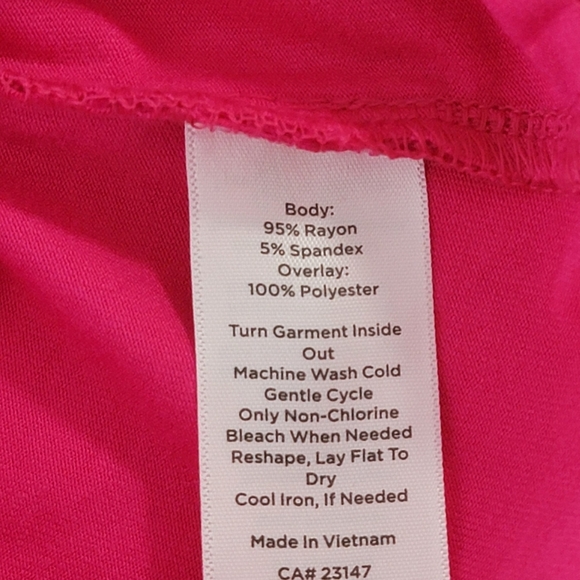 Body:
95% Rayon
5% Spandex
Overlay:
100% Polyester
Turn Garment Inside
Out
Machine Wash Cold
Gentle Cycle
Only Non-Chlorine
Bleach When Needed
Reshape, Lay Flat To
Dry
Cool Iron, If Needed
Made In Vietnam
CA# 23147